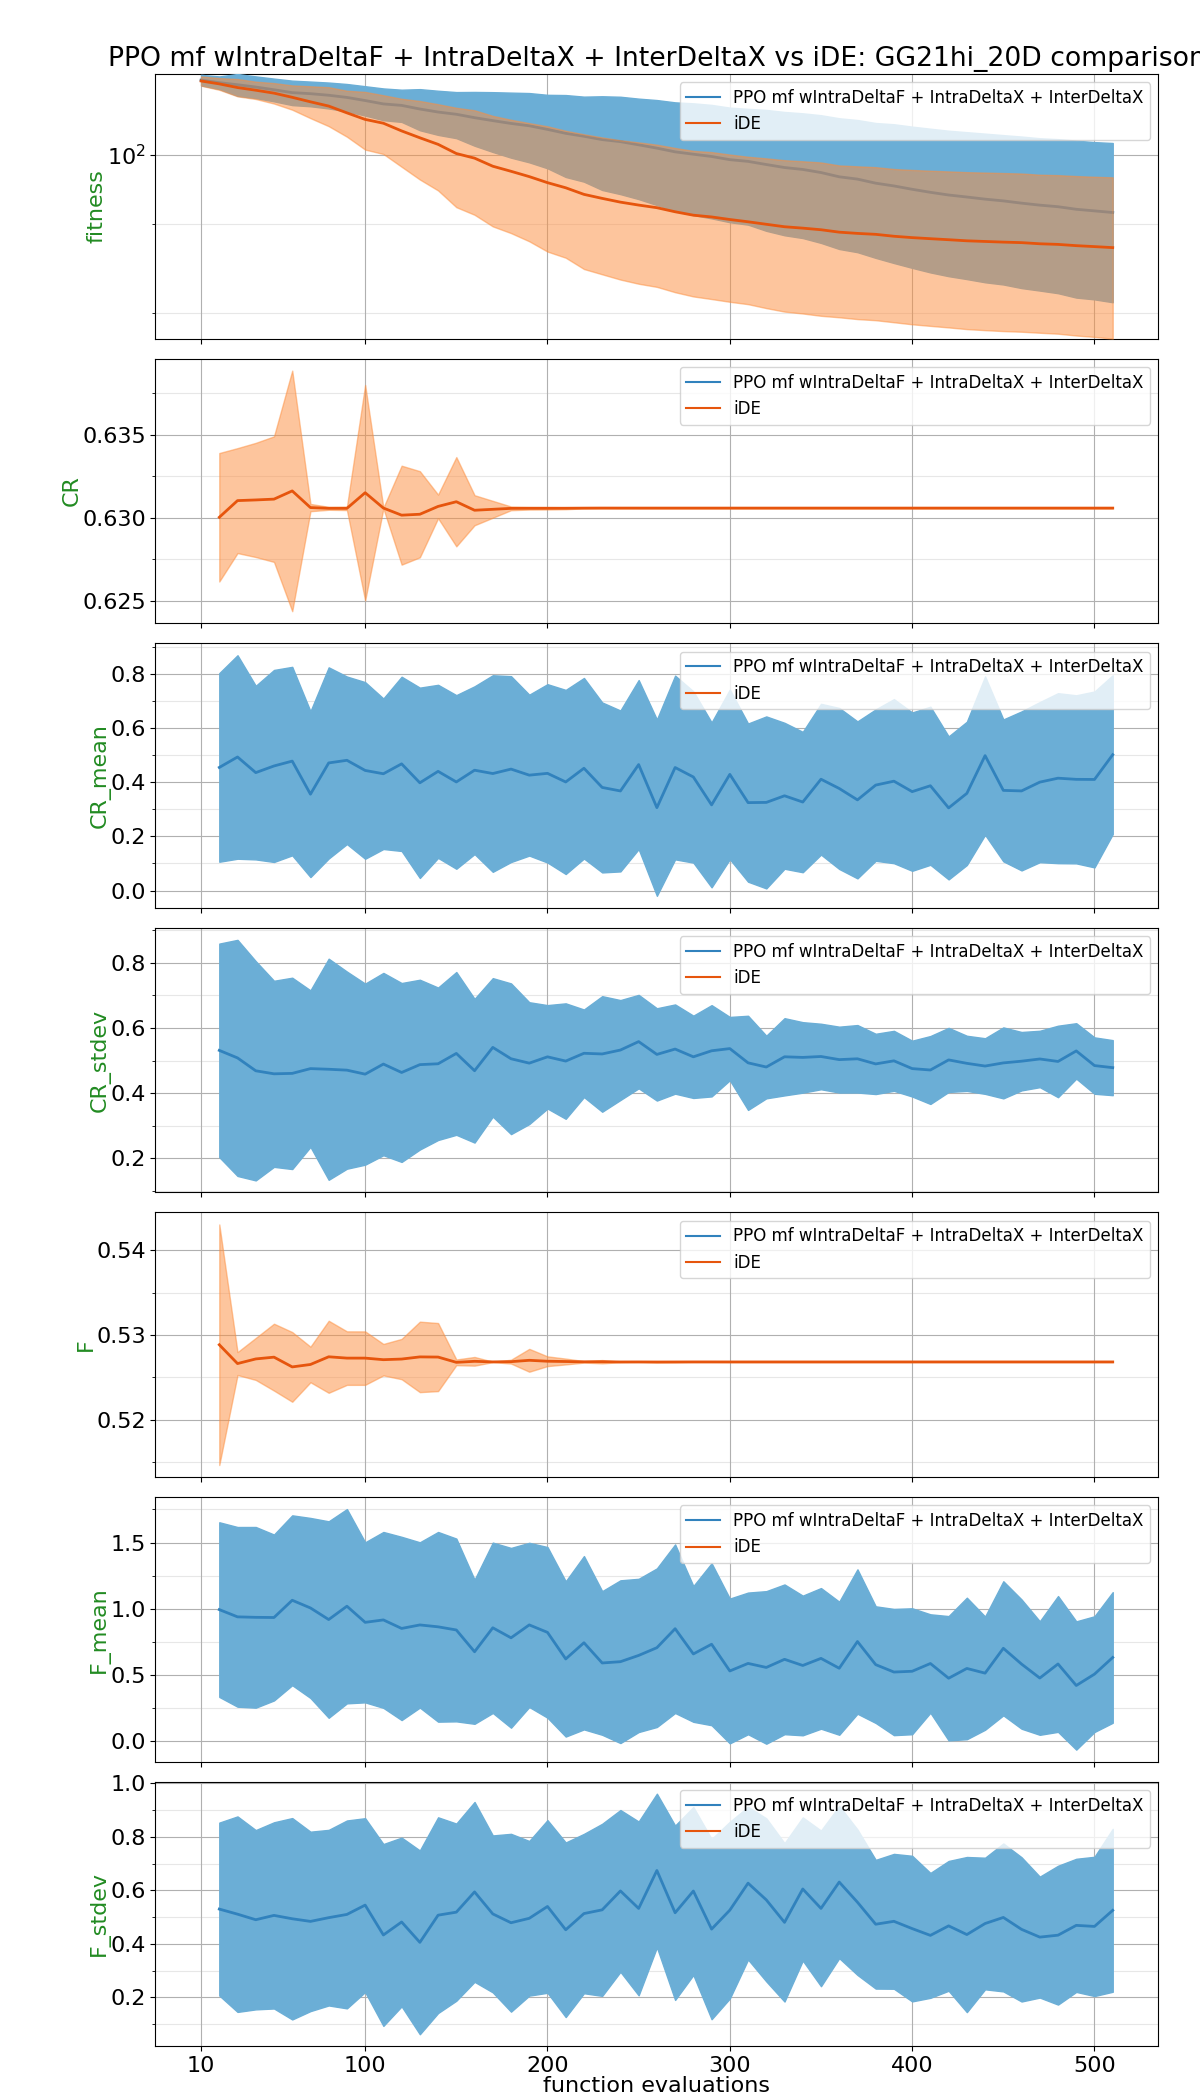 PPO mf wIntraDeltaF + IntraDeltaX + InterDeltaX vs iDE: GG21hi_20D comparison
PPO mf wIntraDeltaF + IntraDeltaX + InterDeltaX
iDE
10²
fitness
PPO mf wIntraDeltaF + IntraDeltaX + InterDeltaX
iDE
0.635
0.630
0.625
CR
PPO mf wIntraDeltaF + IntraDeltaX + InterDeltaX
iDE
0.8
0.6
0.4
0.2
0.0
CR_mean
PPO mf wIntraDeltaF + IntraDeltaX + InterDeltaX
iDE
0.8
0.6
0.4
0.2
CR_stdev
PPO mf wIntraDeltaF + IntraDeltaX + InterDeltaX
iDE
0.54
0.53
0.52
F
PPO mf wIntraDeltaF + IntraDeltaX + InterDeltaX
iDE
1.5
1.0
0.5
0.0
F_mean
PPO mf wIntraDeltaF + IntraDeltaX + InterDeltaX
iDE
1.0
0.8
0.6
0.4
0.2
F_stdev
10 100 200 300 400 500
function evaluations